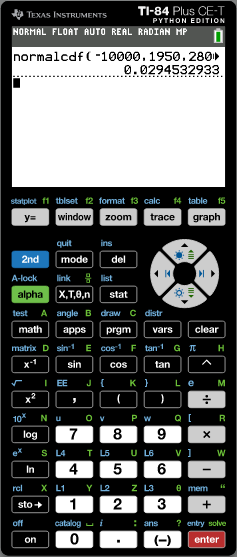 TEXAS INSTRUMENTS TI-84 Plus CE-T
PYTHON EDITION
NORMAL FLOAT AUTO REAL RADIAN MP
normalcdf(-10000,1950,280▸
0.0294532933
statplot f1 tblset f2 format f3 calc f4 table f5
y= window zoom trace graph
quit ins
2nd mode del
A-lock link list
alpha X,T,θ,n stat
test A angle B draw C distr
math apps prgm vars clear
matrix D sin⁻¹ E cos⁻¹ F tan⁻¹ G π H
x⁻¹ sin cos tan ^
√ I EE J { K } L e M
x² , ( ) ÷
10ˣ N u O v P w Q [ R
log 7 8 9 ×
eˣ S L4 T L5 U L6 V ] W
ln 4 5 6 −
rcl X L1 Y L2 Z L3 θ mem "
sto→ 1 2 3 +
off catalog ⎵ i : ans ? entry solve
on 0 . (−) enter